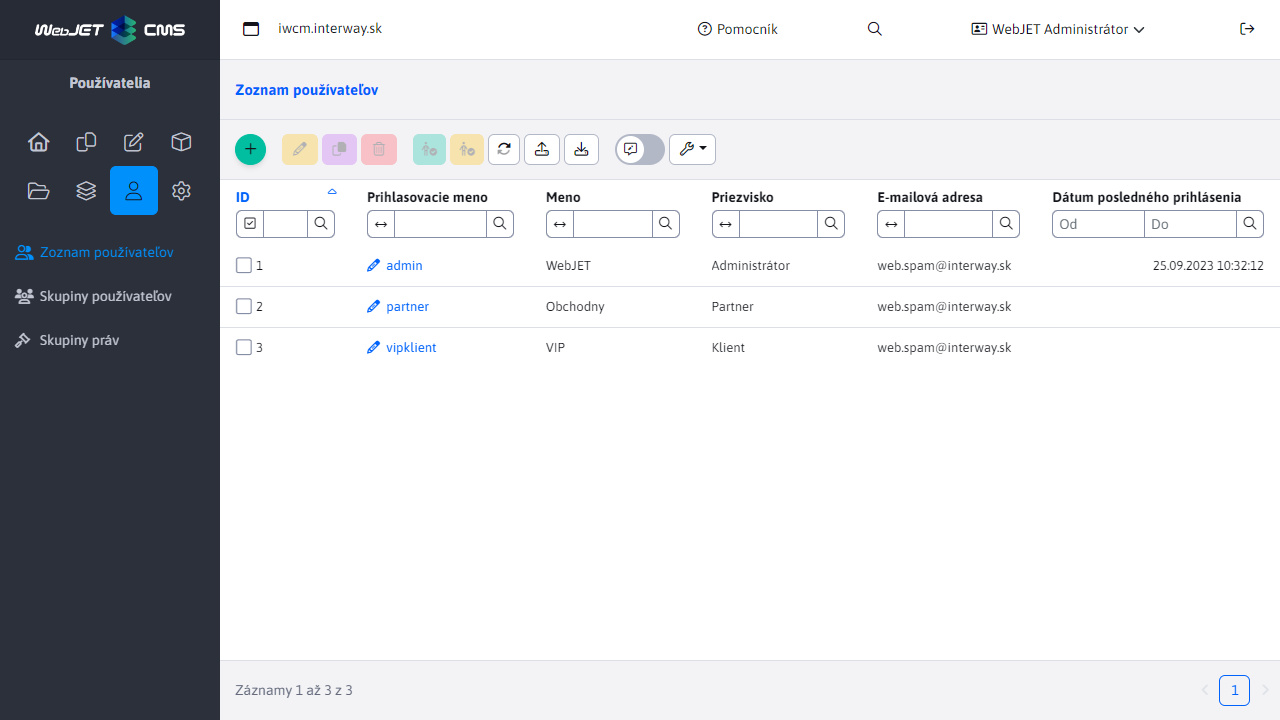 WebJET CMS
iwcm.interway.sk
Pomocník
WebJET Administrátor
Používatelia
Zoznam používateľov
Skupiny používateľov
Skupiny práv
Zoznam používateľov
ID
Prihlasovacie meno
Meno
Priezvisko
E-mailová adresa
Dátum posledného prihlásenia
Od
Do
1 admin WebJET Administrátor web.spam@interway.sk 25.09.2023 10:32:12
2 partner Obchodny Partner web.spam@interway.sk
3 vipklient VIP Klient web.spam@interway.sk
Záznamy 1 až 3 z 3
1